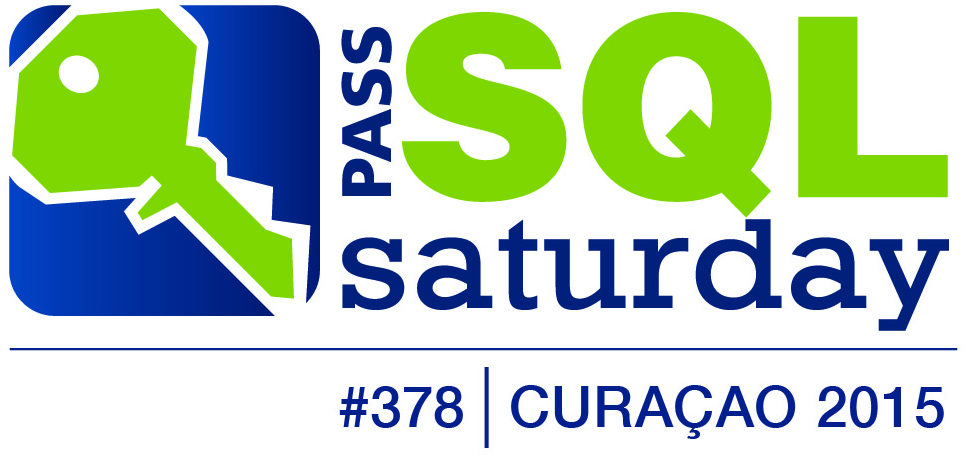 PASS
SQL
saturday
#378 | CURAÇAO 2015